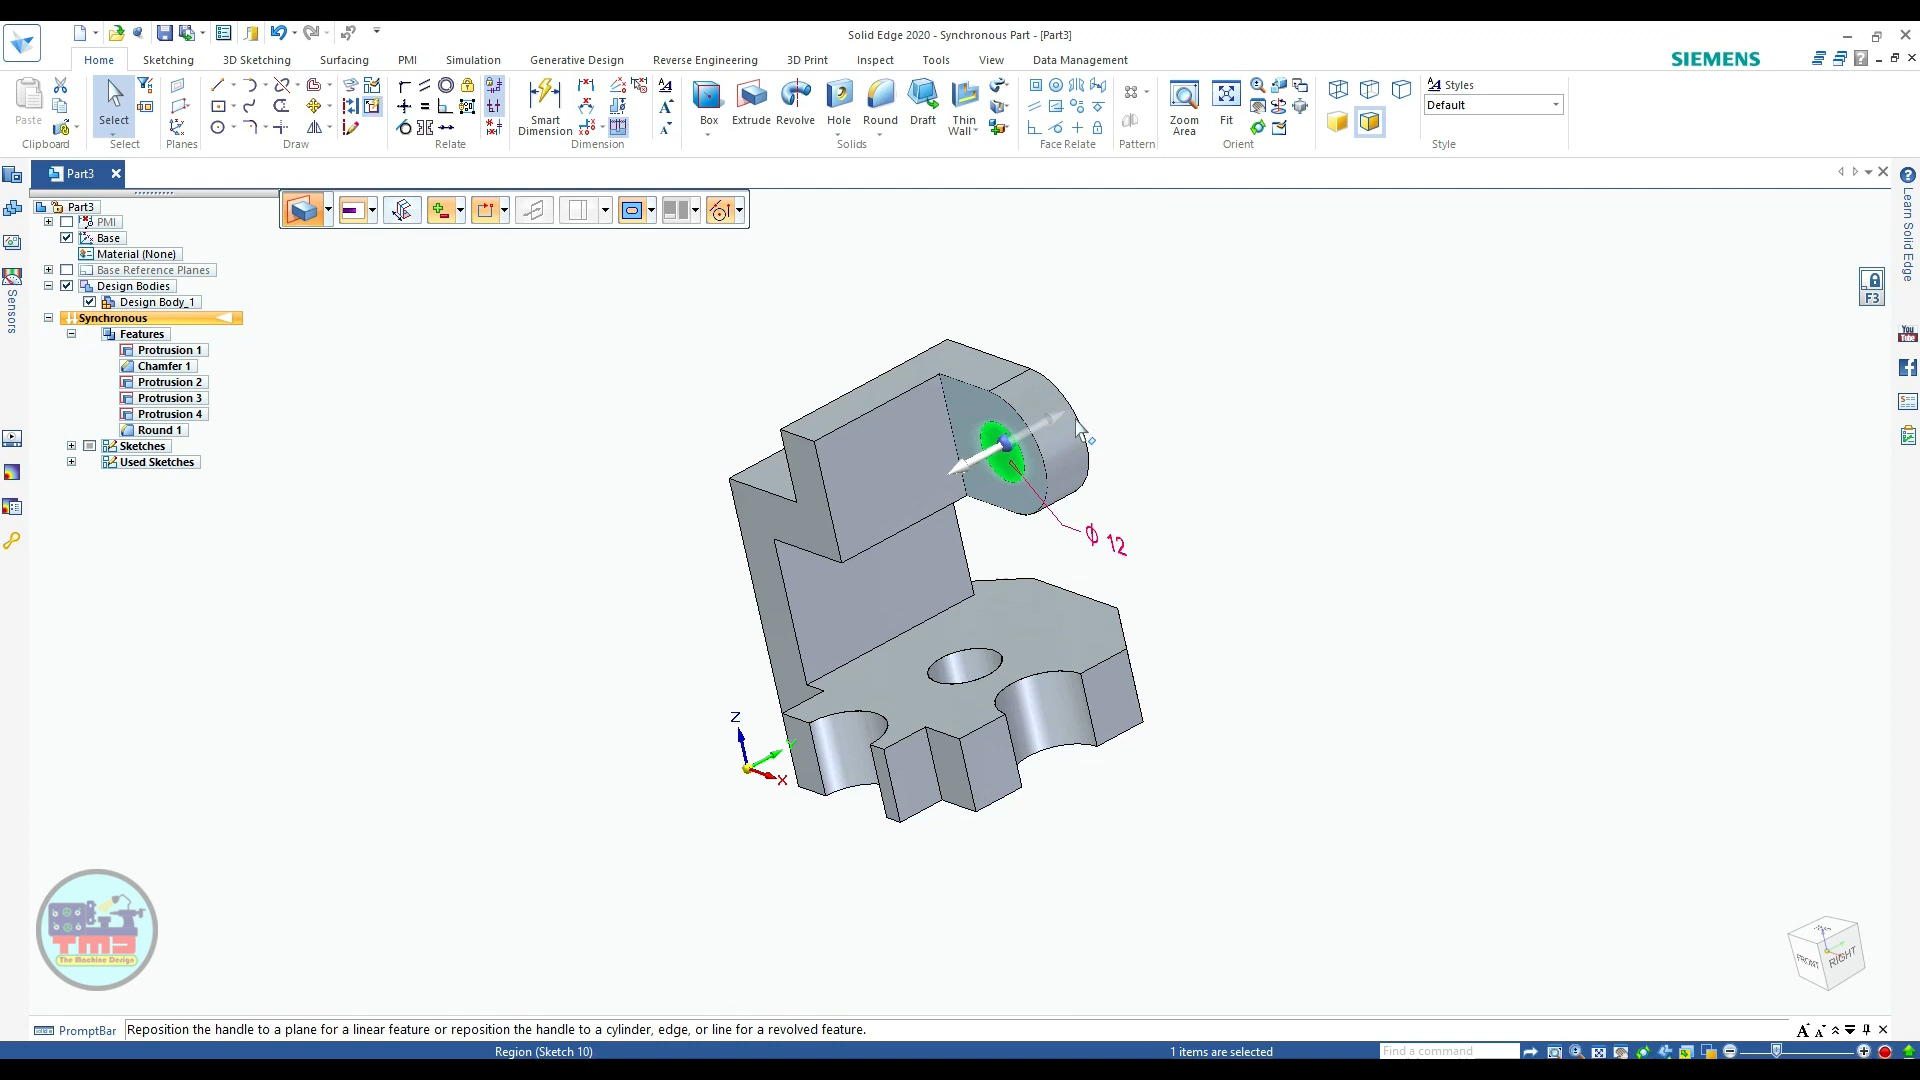 Solid Edge 2020 - Synchronous Part - [Part3]
Home Sketching 3D Sketching Surfacing PMI Simulation Generative Design Reverse Engineering 3D Print Inspect Tools View Data Management
SIEMENS
Paste
Select
Smart Dimension
Box Extrude Revolve Hole Round Draft Thin Wall
Zoom Area
Fit
Styles
Default
Clipboard Select Planes Draw Relate Dimension Solids Face Relate Pattern Orient Style
Part3
Learn Solid Edge
Sensors
F3
You Tube
Part3
PMI
Base
Material (None)
Base Reference Planes
Design Bodies
Design Body_1
Synchronous
Features
Protrusion 1
Chamfer 1
Protrusion 2
Protrusion 3
Protrusion 4
Round 1
Sketches
Used Sketches
Φ 12
Z
Y
X
TM3
The Machine Design
FRONT
RIGHT
PromptBar
Reposition the handle to a plane for a linear feature or reposition the handle to a cylinder, edge, or line for a revolved feature.
Region (Sketch 10)
1 items are selected
Find a command